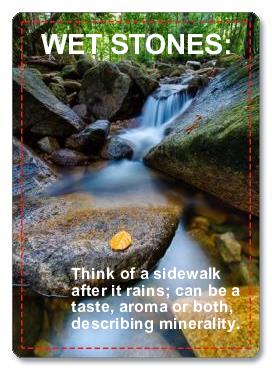 WET STONES:
Think of a sidewalk
after it rains; can be a
taste, aroma or both,
describing minerality.